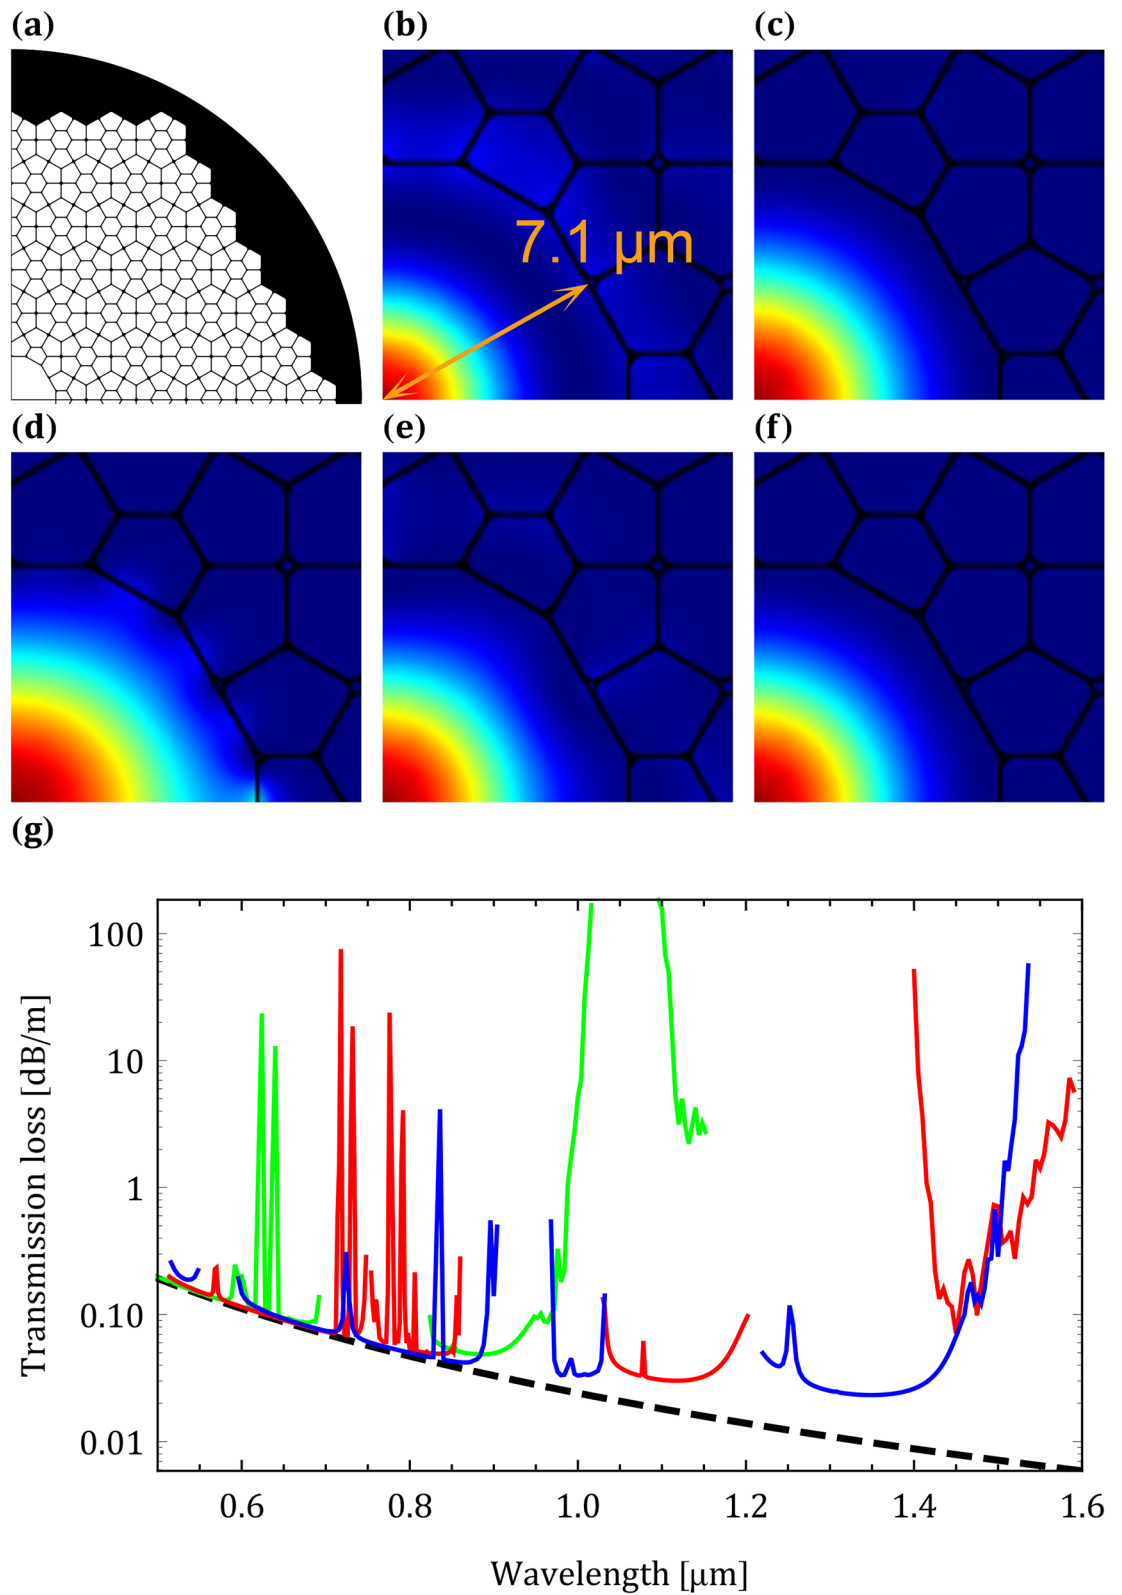 (a) (b) (c)
7.1 μm
(d) (e) (f)
(g)
Transmission loss [dB/m]
100
10
1
0.10
0.01
0.6 0.8 1.0 1.2 1.4 1.6
Wavelength [μm]